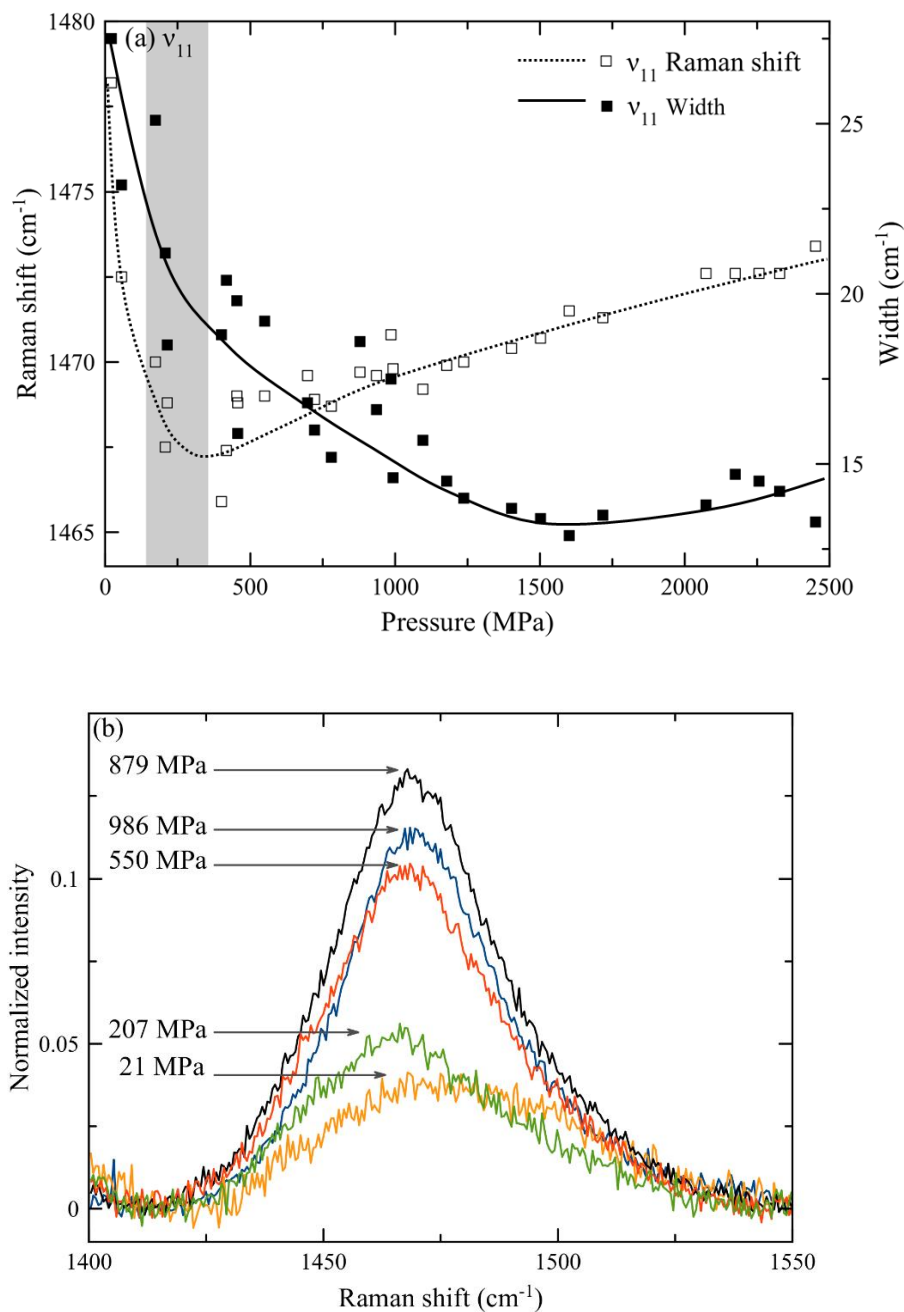 (a) ν11
ν11 Raman shift
ν11 Width
1480
1475
1470
1465
Raman shift (cm-1)
25
20
15
Width (cm-1)
0
500
1000
1500
2000
2500
Pressure (MPa)
(b)
879 MPa
986 MPa
550 MPa
207 MPa
21 MPa
0.1
0.05
0
Normalized intensity
1400
1450
1500
1550
Raman shift (cm-1)